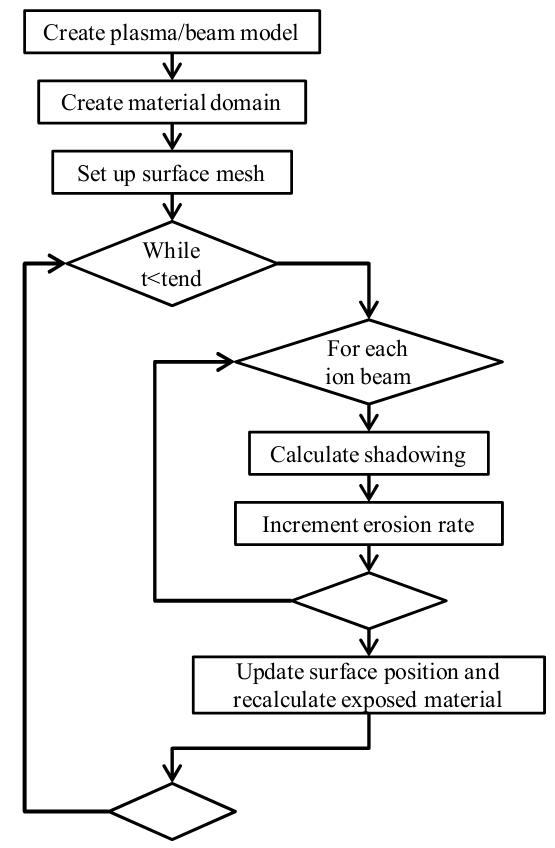 Create plasma/beam model
Create material domain
Set up surface mesh
While
t<tend
For each
ion beam
Calculate shadowing
Increment erosion rate
Update surface position and
recalculate exposed material